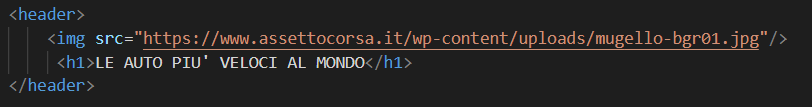 <header>
<img src="https://www.assettocorsa.it/wp-content/uploads/mugello-bgr01.jpg"/>
<h1>LE AUTO PIU' VELOCI AL MONDO</h1>
</header>